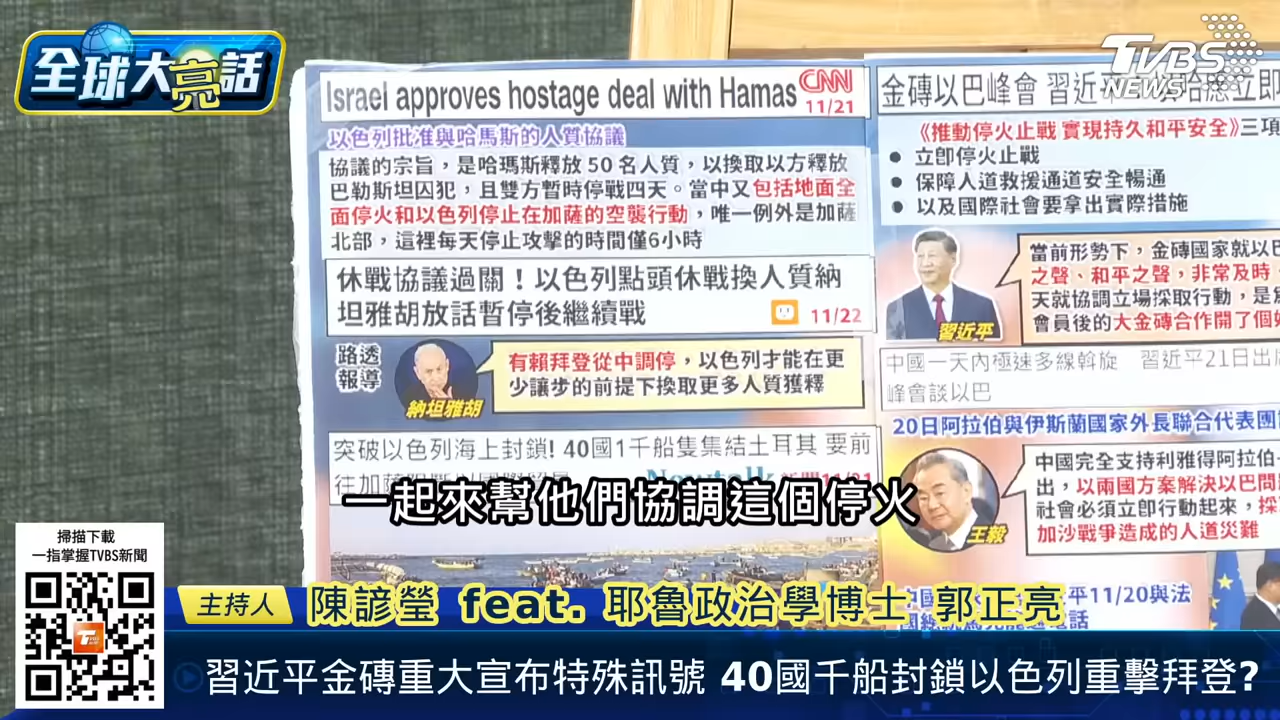 全球大亮話
TVBS
NEWS
Israel approves hostage deal with Hamas
CNN
11/21
以色列批准與哈馬斯的人質協議
協議的宗旨，是哈瑪斯釋放50名人質，以換取以方釋放
巴勒斯坦囚犯，且雙方暫時停戰四天。當中又包括地面全
面停火和以色列停止在加薩的空襲行動，唯一例外是加薩
北部，這裡每天停止攻擊的時間僅6小時
休戰協議過關！以色列點頭休戰換人質納
坦雅胡放話暫停後繼續戰
11/22
路透
報導
納坦雅胡
有賴拜登從中調停，以色列才能在更
少讓步的前提下換取更多人質獲釋
突破以色列海上封鎖! 40國1千船隻集結土耳其 要前
往加薩
金磚以巴峰會 習近平
應立即
《推動停火止戰 實現持久和平安全》三項
● 立即停火止戰
● 保障人道救援通道安全暢通
● 以及國際社會要拿出實際措施
習近平
當前形勢下，金磚國家就以巴
之聲、和平之聲，非常及時
天就協調立場採取行動，是
會員後的大金磚合作開了個
中國一天內極速多線斡旋 習近平21日出
峰會談以巴
20日阿拉伯與伊斯蘭國家外長聯合代表團
王毅
中國完全支持利雅得阿拉伯
出，以兩國方案解決以巴問
社會必須立即行動起來，採
加沙戰爭造成的人道災難
平11/20與法
一起來幫他們協調這個停火
掃描下載
一指掌握TVBS新聞
主持人
陳諺瑩 feat. 耶魯政治學博士 郭正亮
習近平金磚重大宣布特殊訊號 40國千船封鎖以色列重擊拜登?